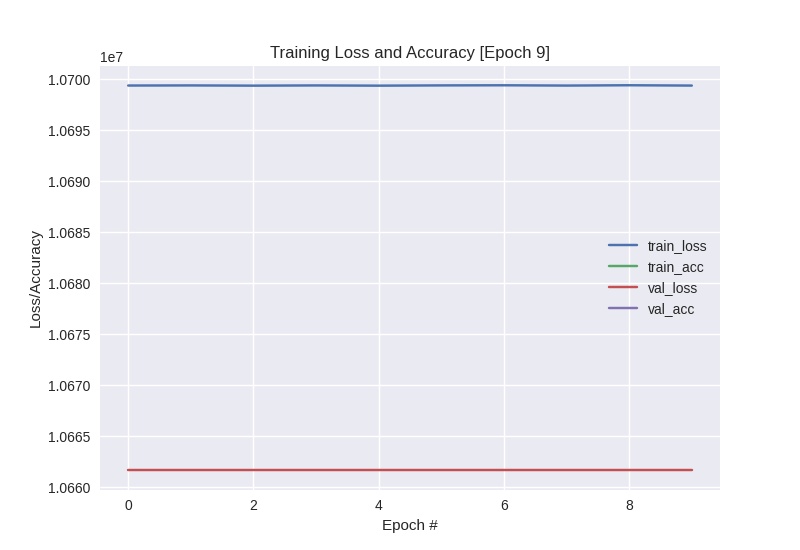 Training Loss and Accuracy [Epoch 9]
1e7
1.0700
1.0695
1.0690
1.0685
1.0680
1.0675
1.0670
1.0665
1.0660
Loss/Accuracy
train_loss
train_acc
val_loss
val_acc
0 2 4 6 8
Epoch #